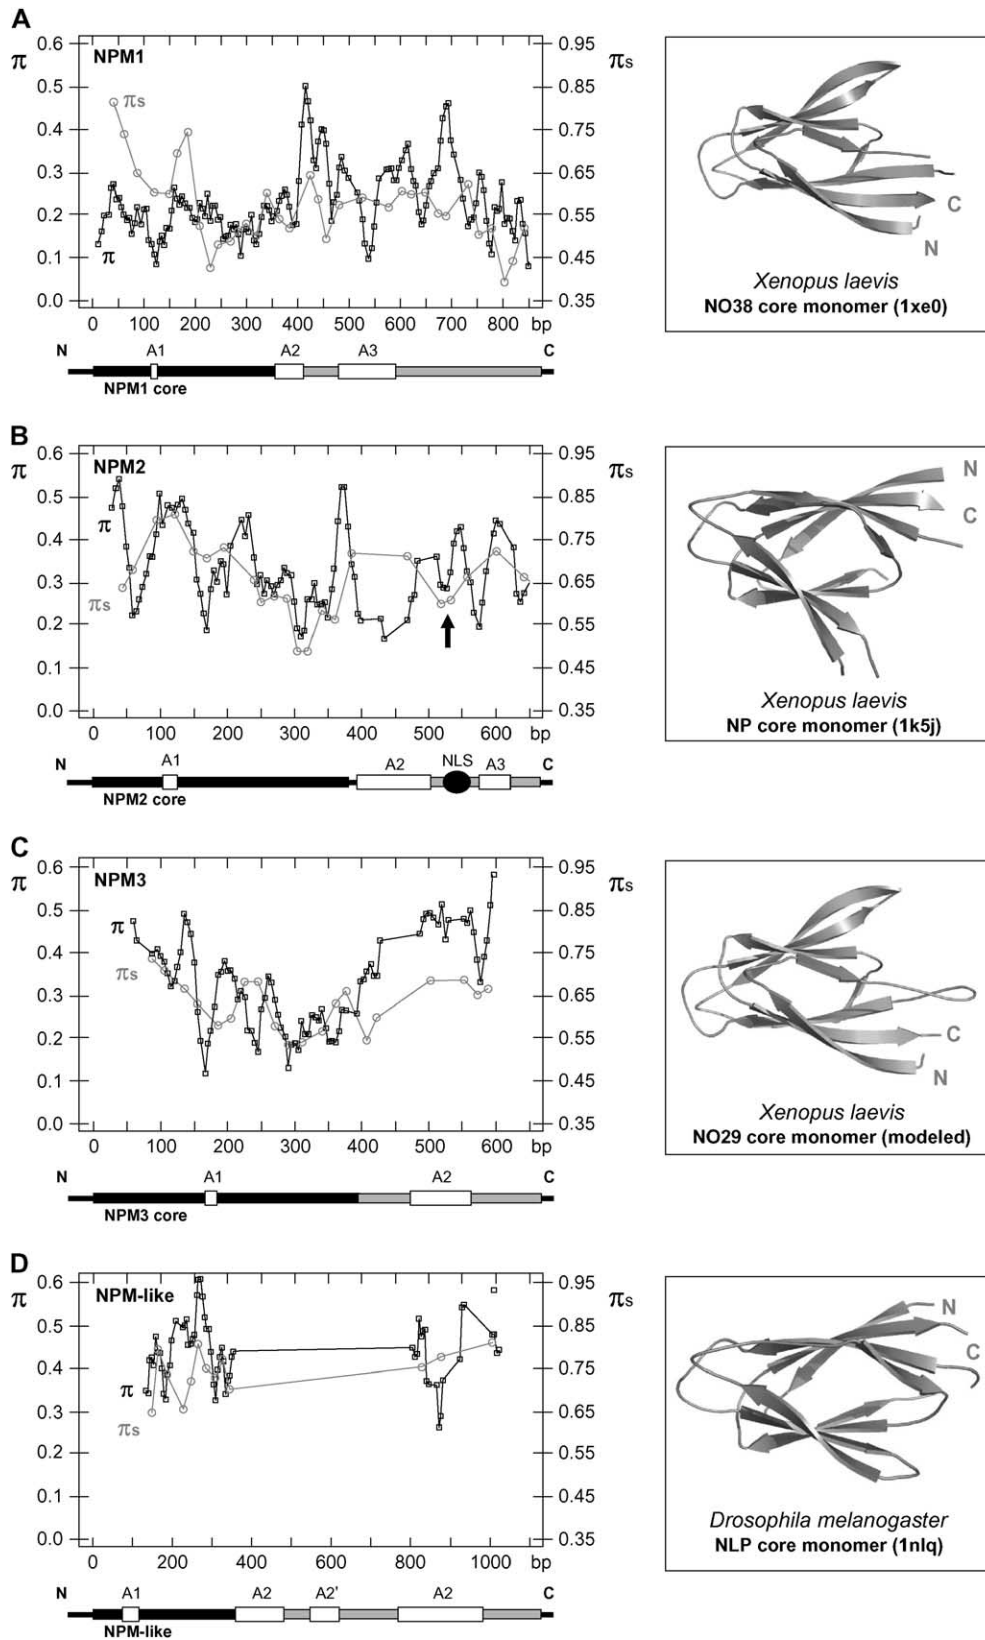 A
NPM1
π
πs
0.6
0.5
0.4
0.3
0.2
0.1
0.0
0.95
0.85
0.75
0.65
0.55
0.45
0.35
πs
π
0 100 200 300 400 500 600 700 800 bp
N A1 A2 A3 C
NPM1 core
C
N
Xenopus laevis
NO38 core monomer (1xe0)
B
NPM2
π
πs
0.6
0.5
0.4
0.3
0.2
0.1
0.0
0.95
0.85
0.75
0.65
0.55
0.45
0.35
π
πs
0 100 200 300 400 500 600 bp
N A1 A2 NLS A3 C
NPM2 core
N
C
Xenopus laevis
NP core monomer (1k5j)
C
NPM3
π
πs
0.6
0.5
0.4
0.3
0.2
0.1
0.0
0.95
0.85
0.75
0.65
0.55
0.45
0.35
π
πs
0 100 200 300 400 500 600 bp
N A1 A2 C
NPM3 core
C
N
Xenopus laevis
NO29 core monomer (modeled)
D
NPM-like
π
πs
0.6
0.5
0.4
0.3
0.2
0.1
0.0
0.95
0.85
0.75
0.65
0.55
0.45
0.35
π
πs
0 200 400 600 800 1000 bp
N A1 A2 A2' A2 C
NPM-like
N
C
Drosophila melanogaster
NLP core monomer (1nlq)